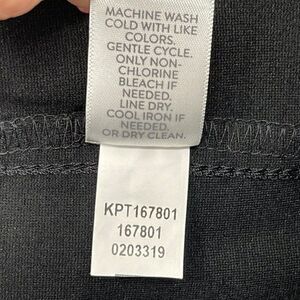 MACHINE WASH
COLD WITH LIKE
COLORS.
GENTLE CYCLE.
ONLY NON-
CHLORINE
BLEACH IF
NEEDED.
LINE DRY.
COOL IRON IF
NEEDED.
OR DRY CLEAN.
KPT167801
167801
0203319